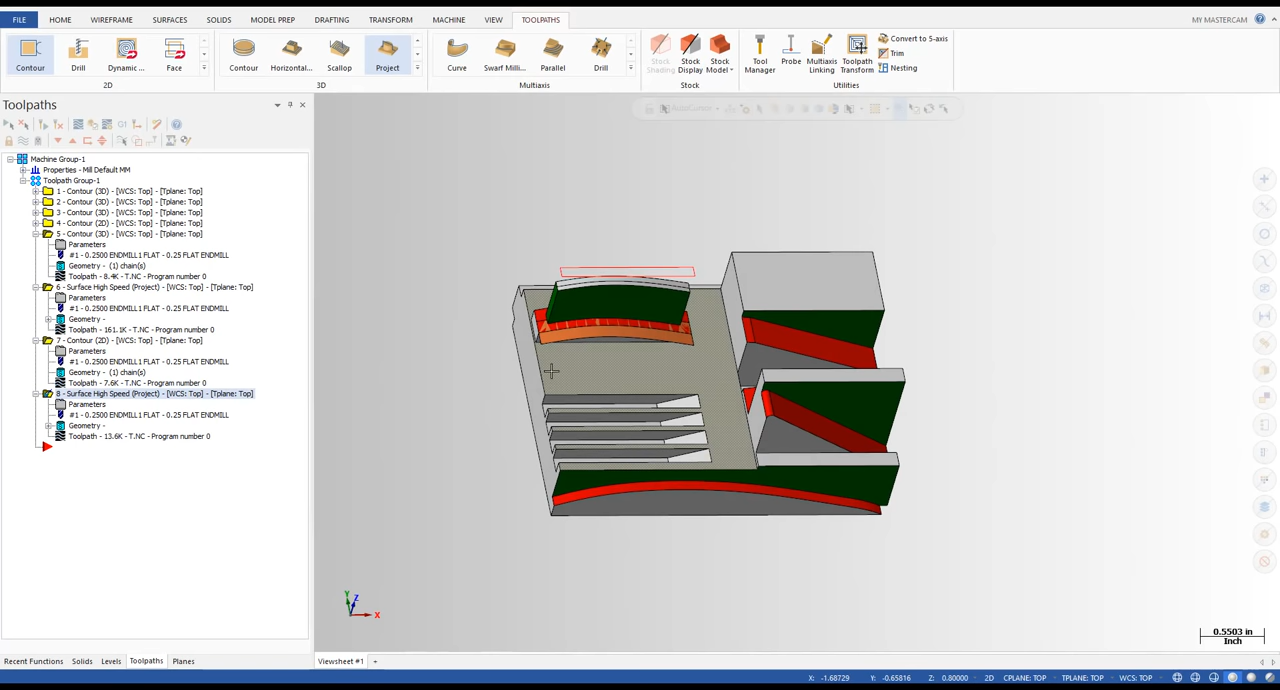 FILE HOME WIREFRAME SURFACES SOLIDS MODEL PREP DRAFTING TRANSFORM MACHINE VIEW TOOLPATHS MY MASTERCAM
Contour Drill Dynamic ... Face Contour Horizontal... Scallop Project Curve Swarf Milli... Parallel Drill Stock Shading Stock Display Stock Model Tool Manager Probe Multiaxis Linking Toolpath Transform Convert to 5-axis
Trim
Nesting
2D 3D Multiaxis Stock Utilities
Toolpaths
AutoCursor
Machine Group-1
Properties - Mill Default MM
Toolpath Group-1
1 - Contour (3D) - [WCS: Top] - [Tplane: Top]
2 - Contour (3D) - [WCS: Top] - [Tplane: Top]
3 - Contour (3D) - [WCS: Top] - [Tplane: Top]
4 - Contour (2D) - [WCS: Top] - [Tplane: Top]
5 - Contour (3D) - [WCS: Top] - [Tplane: Top]
Parameters
#1 - 0.2500 ENDMILL1 FLAT - 0.25 FLAT ENDMILL
Geometry - (1) chain(s)
Toolpath - 8.4K - T.NC - Program number 0
6 - Surface High Speed (Project) - [WCS: Top] - [Tplane: Top]
Parameters
#1 - 0.2500 ENDMILL1 FLAT - 0.25 FLAT ENDMILL
Geometry -
Toolpath - 161.1K - T.NC - Program number 0
7 - Contour (2D) - [WCS: Top] - [Tplane: Top]
Parameters
#1 - 0.2500 ENDMILL1 FLAT - 0.25 FLAT ENDMILL
Geometry - (1) chain(s)
Toolpath - 7.6K - T.NC - Program number 0
8 - Surface High Speed (Project) - [WCS: Top] - [Tplane: Top]
Parameters
#1 - 0.2500 ENDMILL1 FLAT - 0.25 FLAT ENDMILL
Geometry -
Toolpath - 13.6K - T.NC - Program number 0
Y Z X
0.5503 in
Inch
Recent Functions Solids Levels Toolpaths Planes Viewsheet #1 +
X: -1.68729 Y: -0.65816 Z: 0.80000 2D CPLANE: TOP TPLANE: TOP WCS: TOP